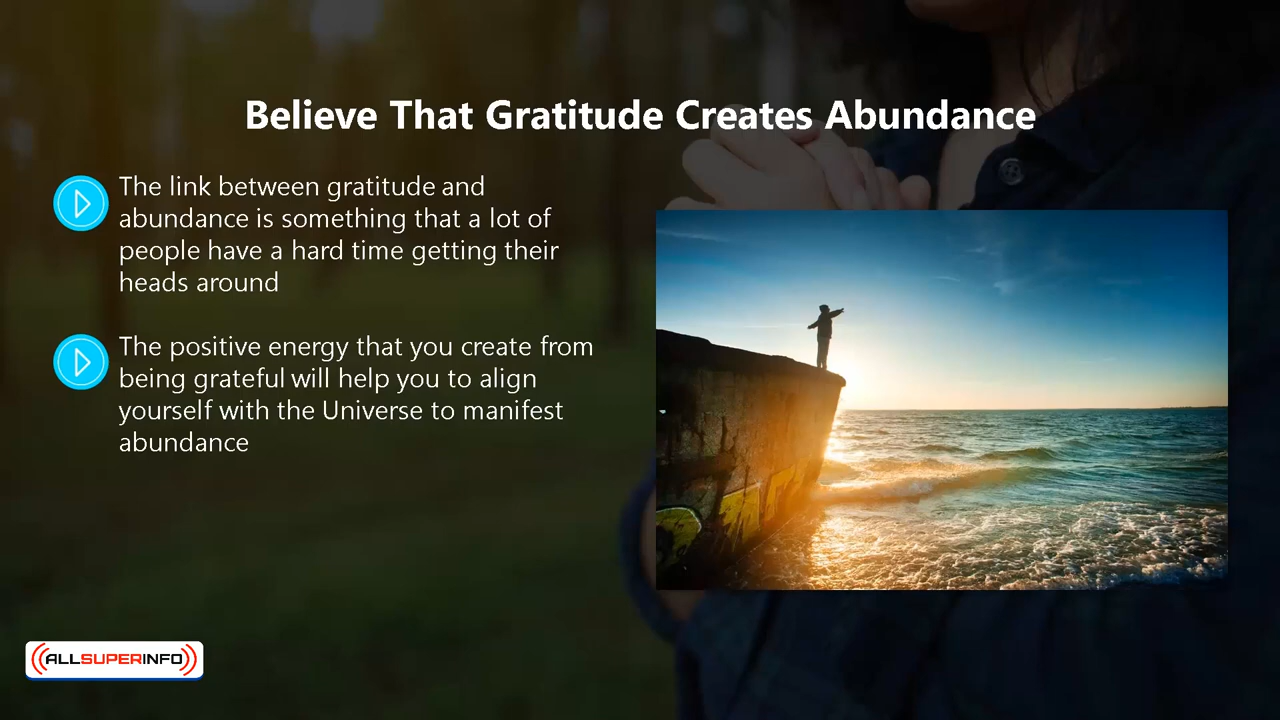 Believe That Gratitude Creates Abundance
The link between gratitude and
abundance is something that a lot of
people have a hard time getting their
heads around
The positive energy that you create from
being grateful will help you to align
yourself with the Universe to manifest
abundance
ALLSUPERINFO